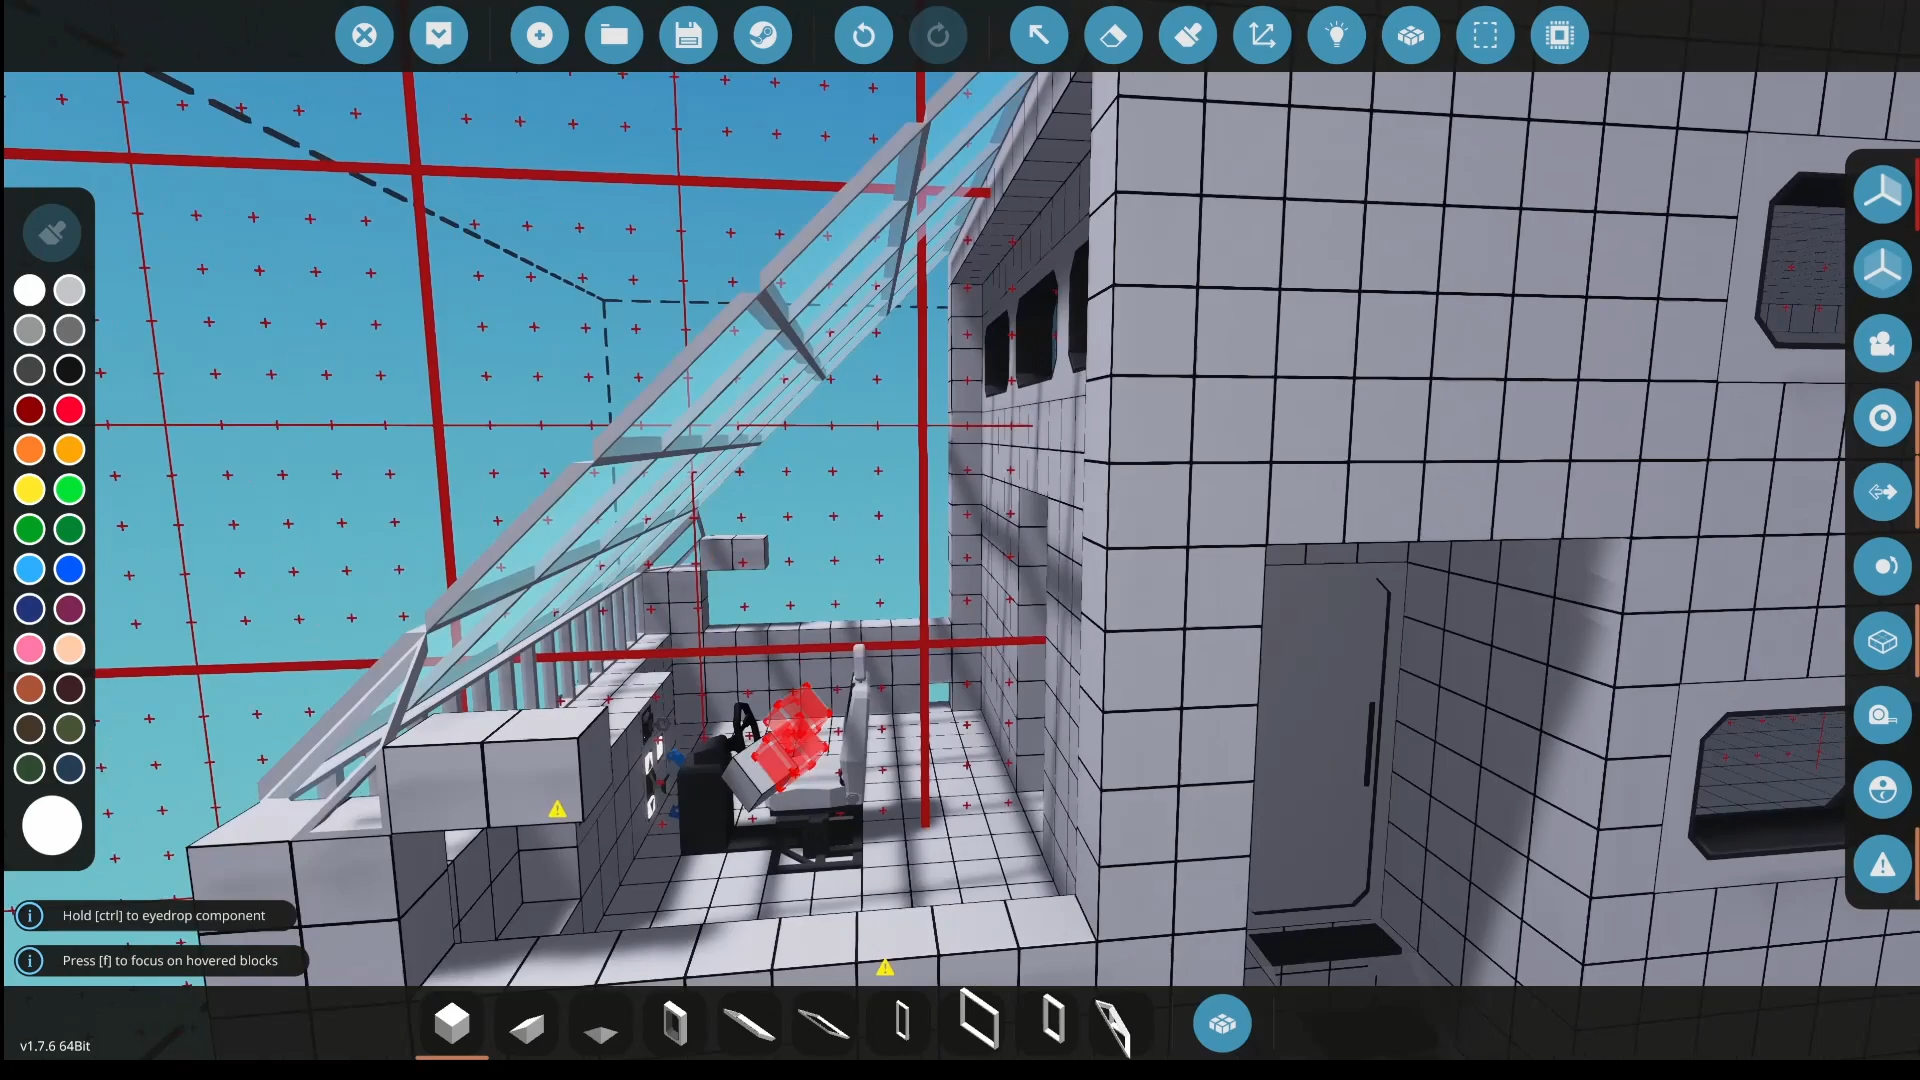 Hold [ctrl] to eyedrop component
Press [f] to focus on hovered blocks
v1.7.6 64Bit